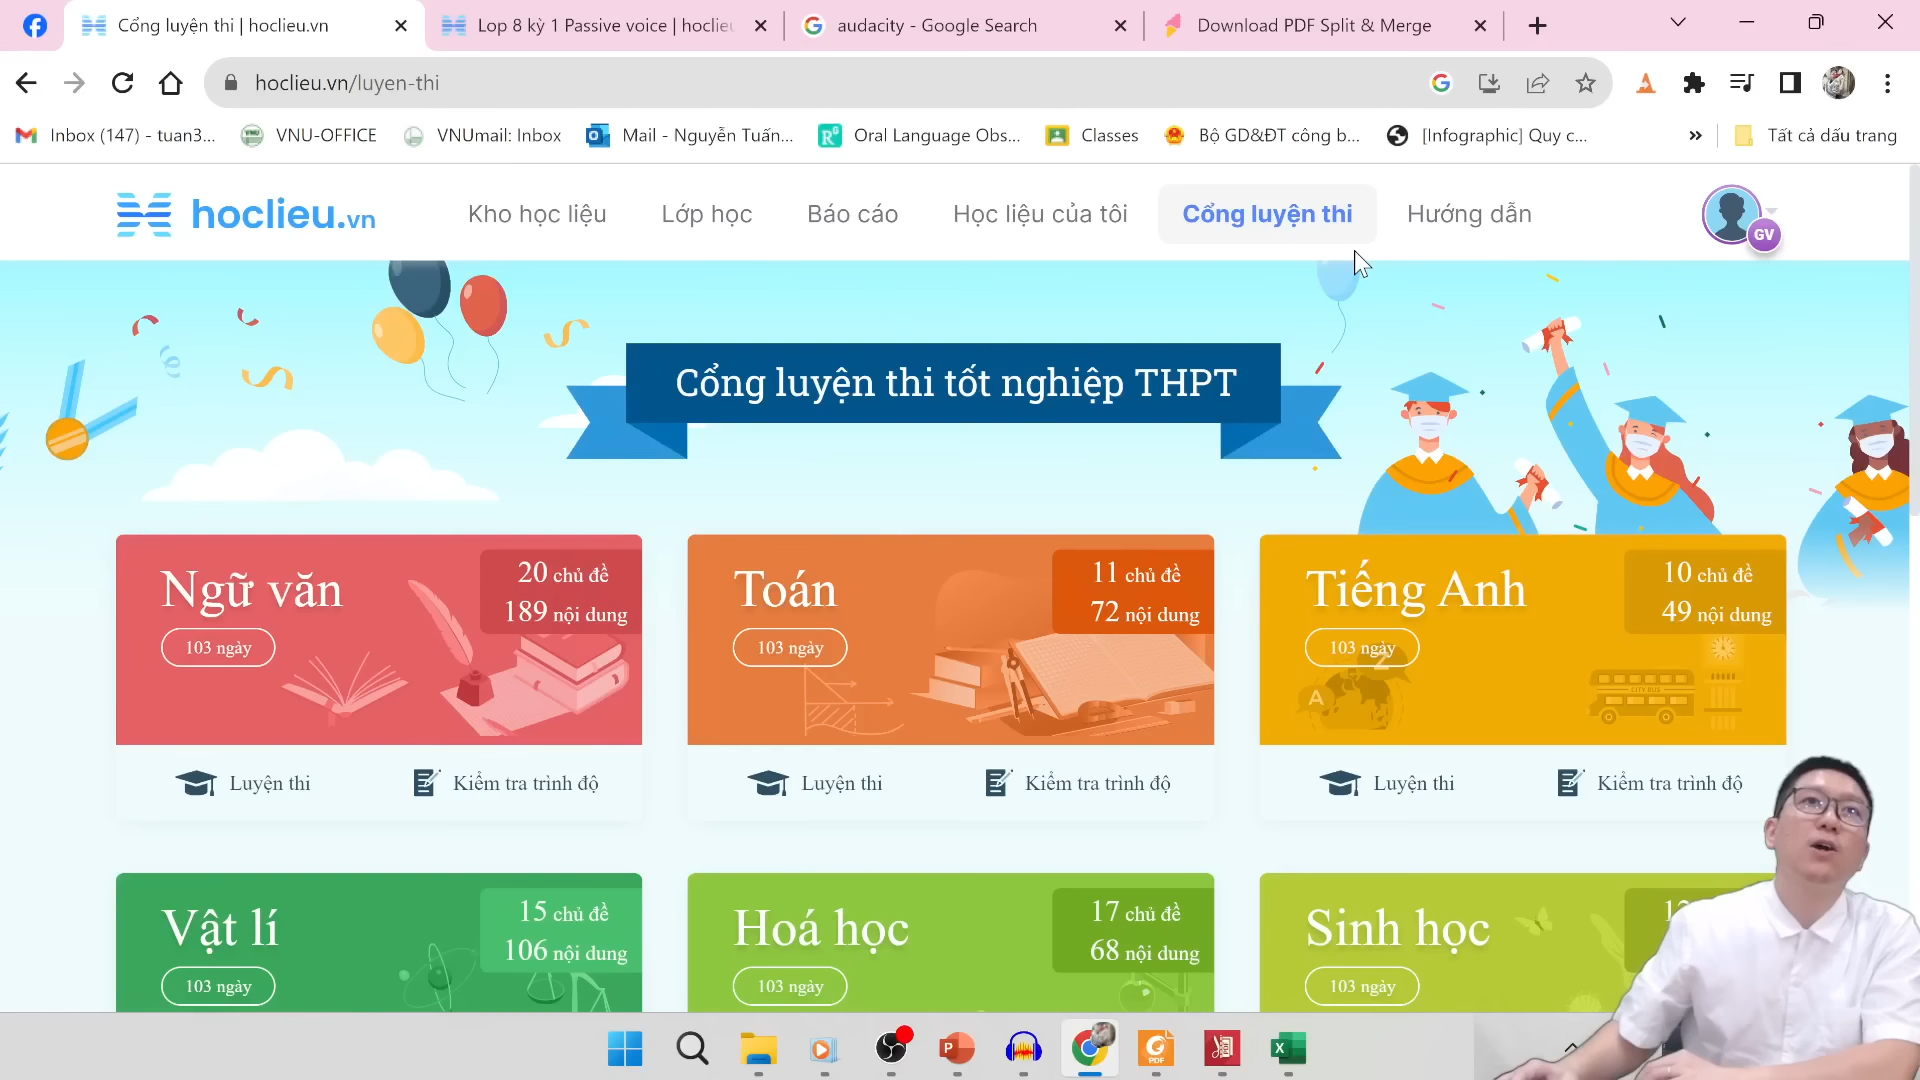 Cổng luyện thi | hoclieu.vn
Lop 8 kỳ 1 Passive voice | hoclie
audacity - Google Search
Download PDF Split & Merge
hoclieu.vn/luyen-thi
Inbox (147) - tuan3...
VNU-OFFICE
VNUmail: Inbox
Mail - Nguyễn Tuấn...
Oral Language Obs...
Classes
Bộ GD&ĐT công b...
[Infographic] Quy c...
Tất cả dấu trang
hoclieu.vn
Kho học liệu
Lớp học
Báo cáo
Học liệu của tôi
Cổng luyện thi
Hướng dẫn
GV
Cổng luyện thi tốt nghiệp THPT
Ngữ văn
20 chủ đề
189 nội dung
103 ngày
Luyện thi
Kiểm tra trình độ
Toán
11 chủ đề
72 nội dung
103 ngày
Luyện thi
Kiểm tra trình độ
Tiếng Anh
10 chủ đề
49 nội dung
103 ngày
A
CITY BUS
Luyện thi
Kiểm tra trình độ
Vật lí
15 chủ đề
106 nội dung
103 ngày
Hoá học
17 chủ đề
68 nội dung
103 ngày
Sinh học
103 ngày